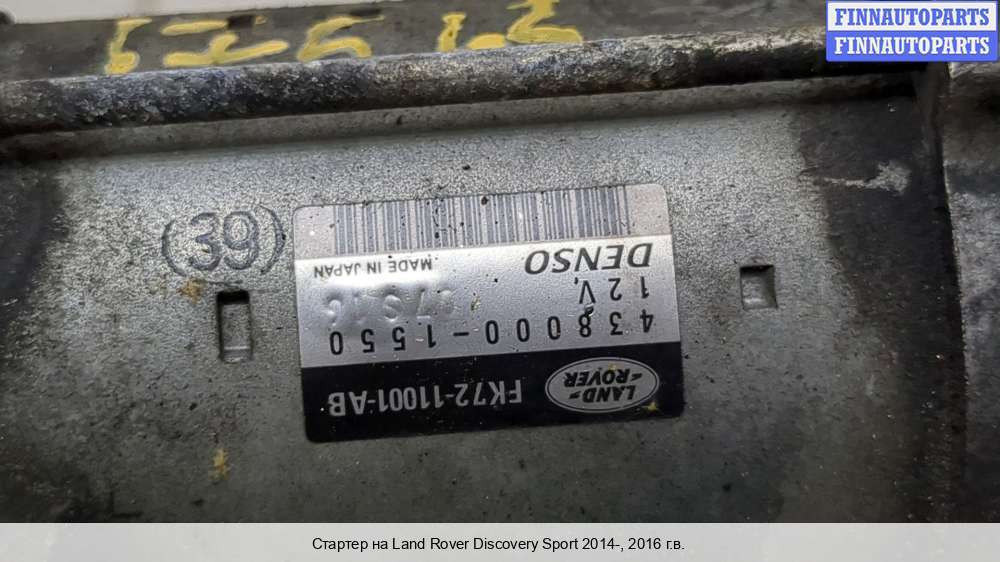 FINNAUTOPARTS
FINNAUTOPARTS
(39)
LAND-
ROVER
FK72-11001-AB
438000-1550
12V,
DENSO
MADE IN JAPAN
Стартер на Land Rover Discovery Sport 2014-, 2016 г.в.